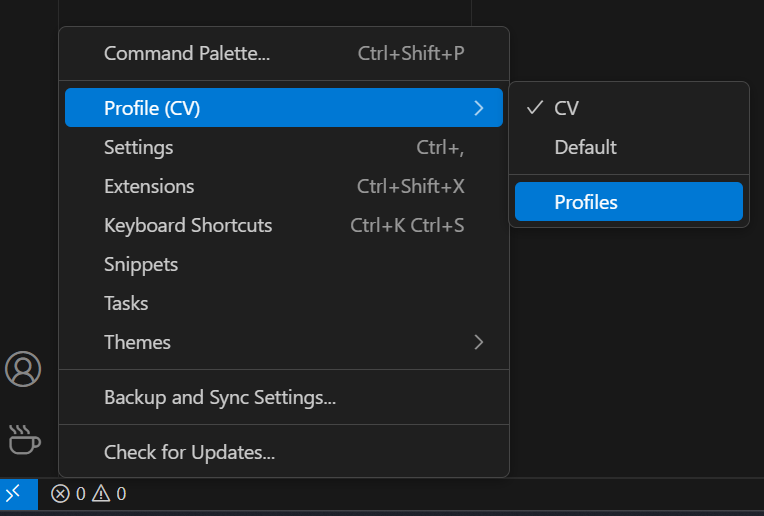 Command Palette... Ctrl+Shift+P
Profile (CV)
Settings Ctrl+,
Extensions Ctrl+Shift+X
Keyboard Shortcuts Ctrl+K Ctrl+S
Snippets
Tasks
Themes
Backup and Sync Settings...
Check for Updates...
CV
Default
Profiles
0 0